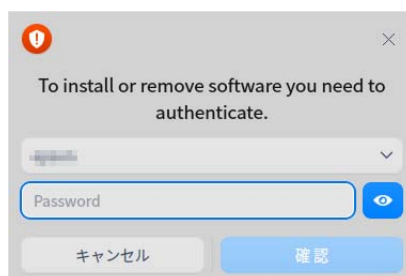 To install or remove software you need to
authenticate.
Password
キャンセル
確認